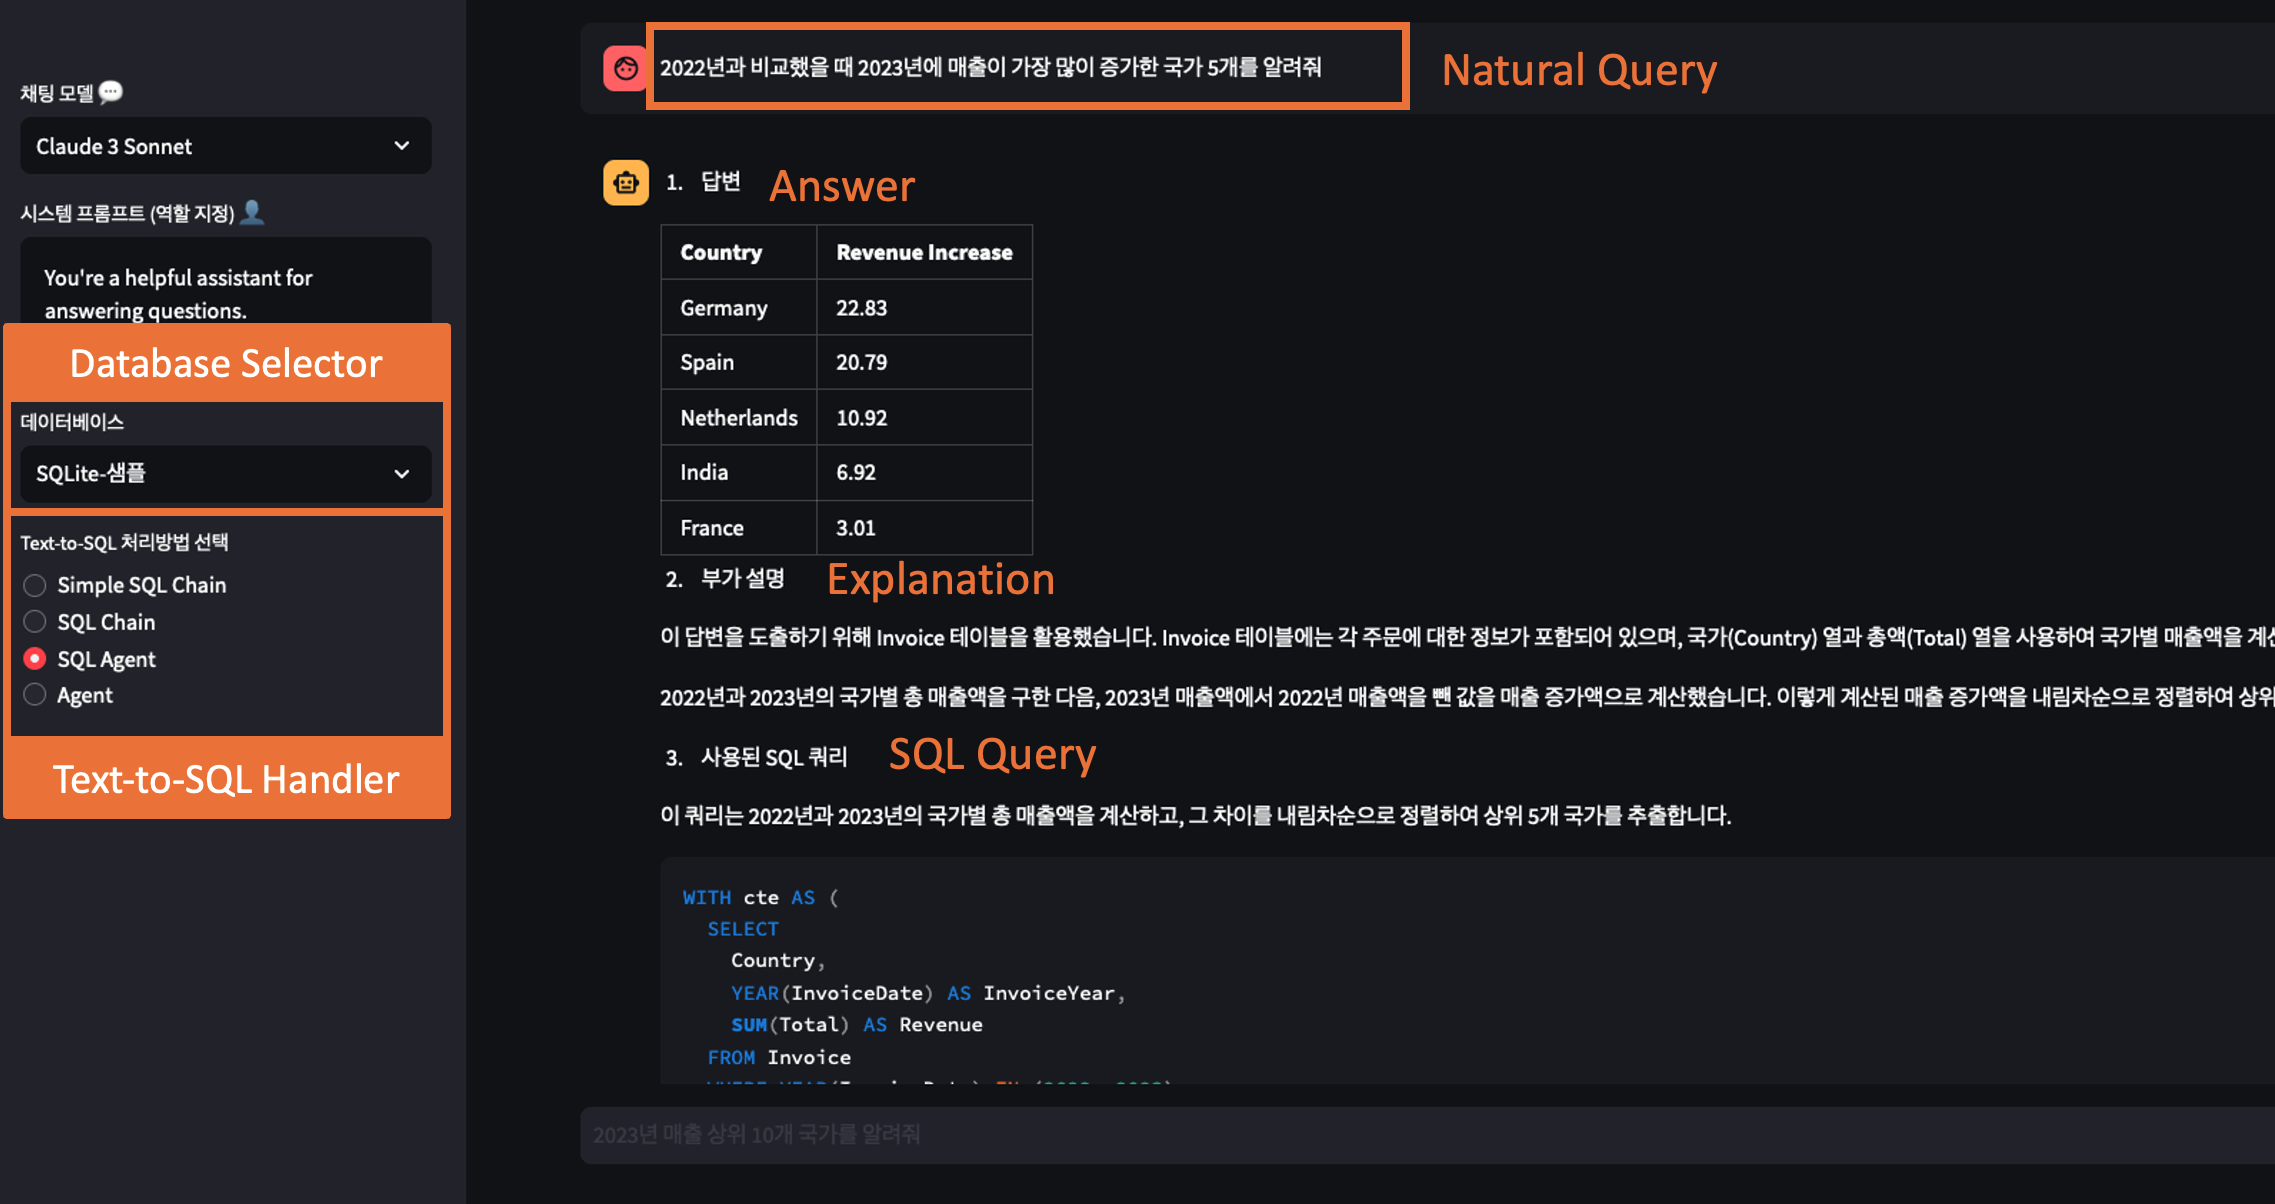 채팅 모델 💬
Claude 3 Sonnet
시스템 프롬프트 (역할 지정) 👤
You're a helpful assistant for
answering questions.
Database Selector
데이터베이스
SQLite-샘플
Text-to-SQL 처리방법 선택
Simple SQL Chain
SQL Chain
SQL Agent
Agent
Text-to-SQL Handler
2022년과 비교했을 때 2023년에 매출이 가장 많이 증가한 국가 5개를 알려줘
Natural Query
1. 답변
Answer
Country Revenue Increase
Germany 22.83
Spain 20.79
Netherlands 10.92
India 6.92
France 3.01
2. 부가 설명
Explanation
이 답변을 도출하기 위해 Invoice 테이블을 활용했습니다. Invoice 테이블에는 각 주문에 대한 정보가 포함되어 있으며, 국가(Country) 열과 총액(Total) 열을 사용하여 국가별 매출액을
2022년과 2023년의 국가별 총 매출액을 구한 다음, 2023년 매출액에서 2022년 매출액을 뺀 값을 매출 증가액으로 계산했습니다. 이렇게 계산된 매출 증가액을 내림차순으로 정렬하여 상위
3. 사용된 SQL 쿼리
SQL Query
이 쿼리는 2022년과 2023년의 국가별 총 매출액을 계산하고, 그 차이를 내림차순으로 정렬하여 상위 5개 국가를 추출합니다.
WITH cte AS (
SELECT
Country,
YEAR(InvoiceDate) AS InvoiceYear,
SUM(Total) AS Revenue
FROM Invoice
2023년 매출 상위 10개 국가를 알려줘